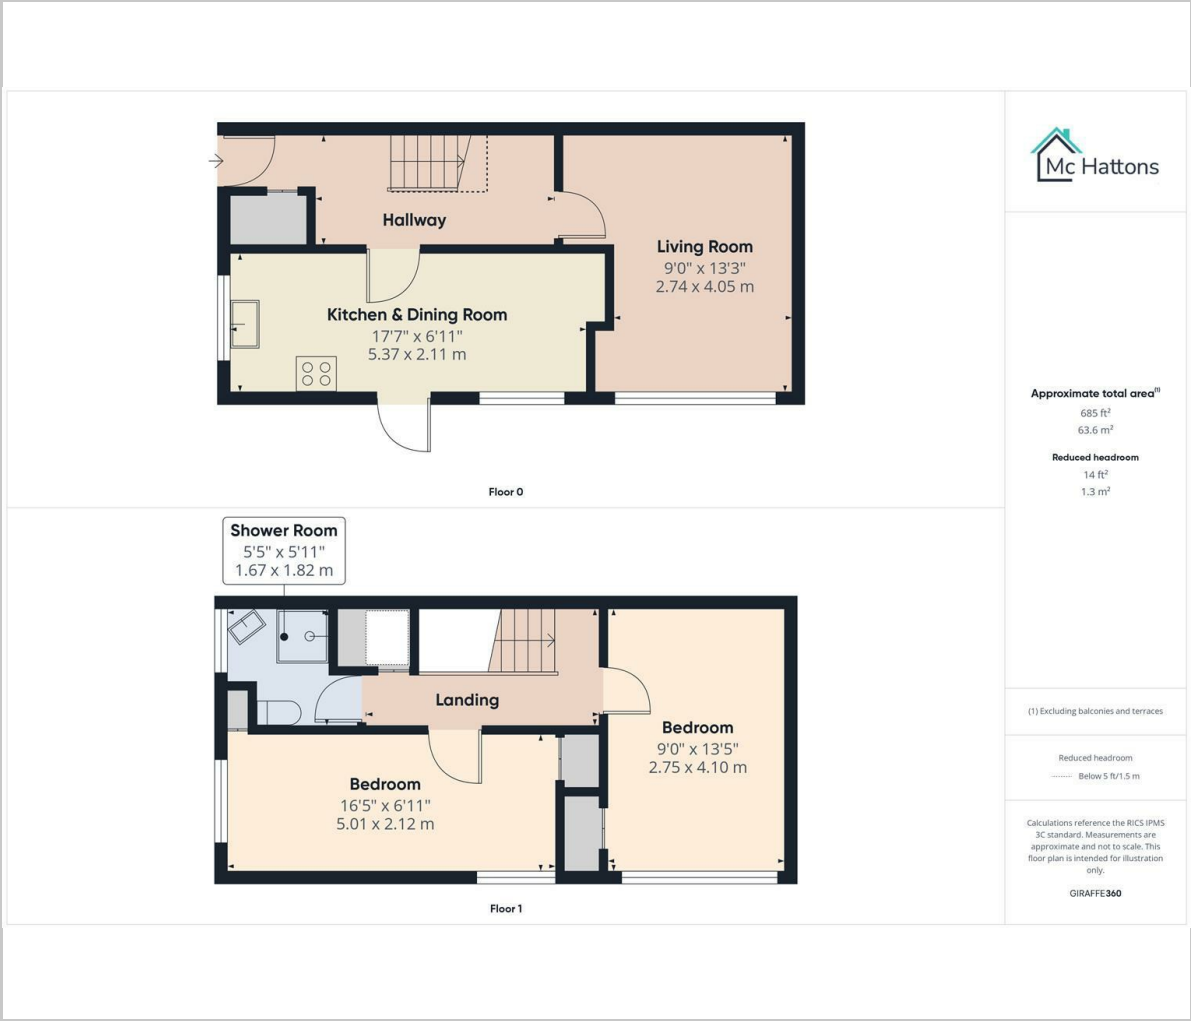 Hallway
Living Room
9'0" x 13'3"
2.74 x 4.05 m
Kitchen & Dining Room
17'7" x 6'11"
5.37 x 2.11 m
Floor 0
Shower Room
5'5" x 5'11"
1.67 x 1.82 m
Landing
Bedroom
9'0" x 13'5"
2.75 x 4.10 m
Bedroom
16'5" x 6'11"
5.01 x 2.12 m
Floor 1
Mc Hattons
Approximate total area(1)
685 ft²
63.6 m²
Reduced headroom
14 ft²
1.3 m²
(1) Excluding balconies and terraces
Reduced headroom
Below 5 ft/1.5 m
Calculations reference the RICS IPMS
3C standard. Measurements are
approximate and not to scale. This
floor plan is intended for illustration
only.
GIRAFFE360